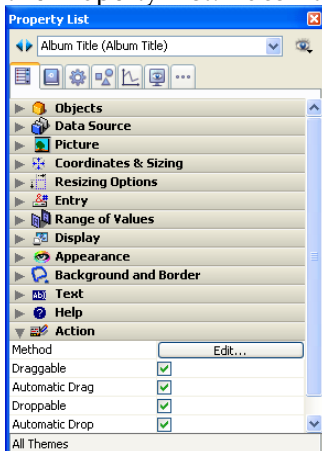 Property List
Album Title (Album Title)
Objects
Data Source
Picture
Coordinates & Sizing
Resizing Options
Entry
Range of Values
Display
Appearance
Background and Border
Text
Help
Action
Method Edit...
Draggable
Automatic Drag
Droppable
Automatic Drop
All Themes